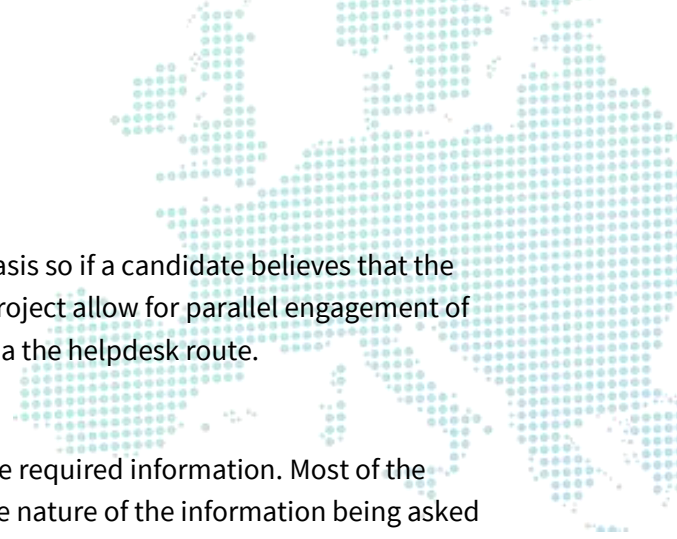 asis so if a candidate believes that the
roject allow for parallel engagement of
a the helpdesk route.
e required information. Most of the
e nature of the information being asked